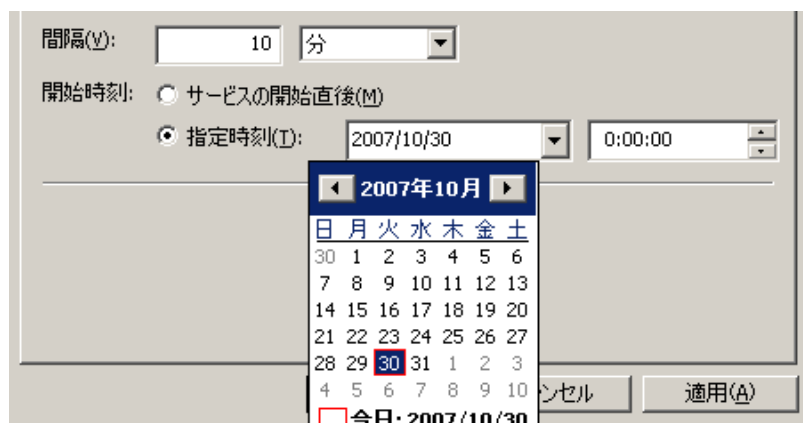 間隔(V): 10 分
開始時刻: サービスの開始直後(M)
指定時刻(T): 2007/10/30 0:00:00
2007年10月
日 月 火 水 木 金 土
30 1 2 3 4 5 6
7 8 9 10 11 12 13
14 15 16 17 18 19 20
21 22 23 24 25 26 27
28 29 30 31 1 2 3
4 5 6 7 8 9 10
ンセル 適用(A)
今日: 2007/10/30